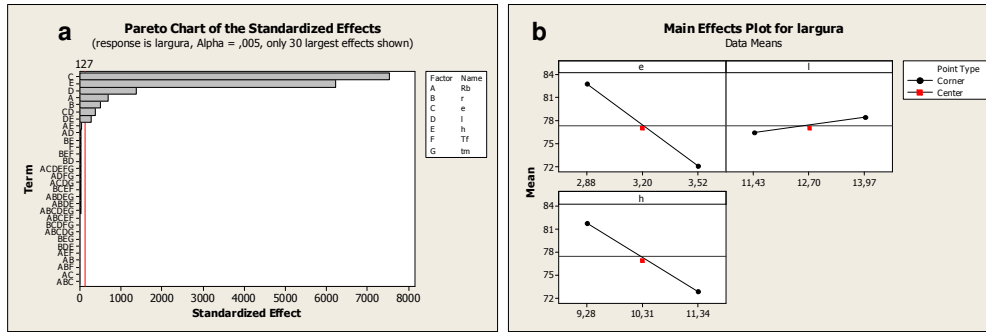 a
Pareto Chart of the Standardized Effects
(response is largura, Alpha = ,005, only 30 largest effects shown)
127
C
E
D
A
B
CD
DE
AE
AD
BE
F
BEF
BD
ACDEFG
ADFG
ACDG
BCEF
ABDEG
ABDE
ABCDEG
ABCEF
BCDFG
ABCDG
BEG
BDE
AEF
AB
ABF
AC
ABC
Term
0 1000 2000 3000 4000 5000 6000 7000 8000
Standardized Effect
Factor Name
A Rb
B r
C e
D l
E h
F Tf
G tm
b
Main Effects Plot for largura
Data Means
e l
84
81
78
75
72
2,88 3,20 3,52 11,43 12,70 13,97
h
84
81
78
75
72
9,28 10,31 11,34
Mean
Point Type
Corner
Center